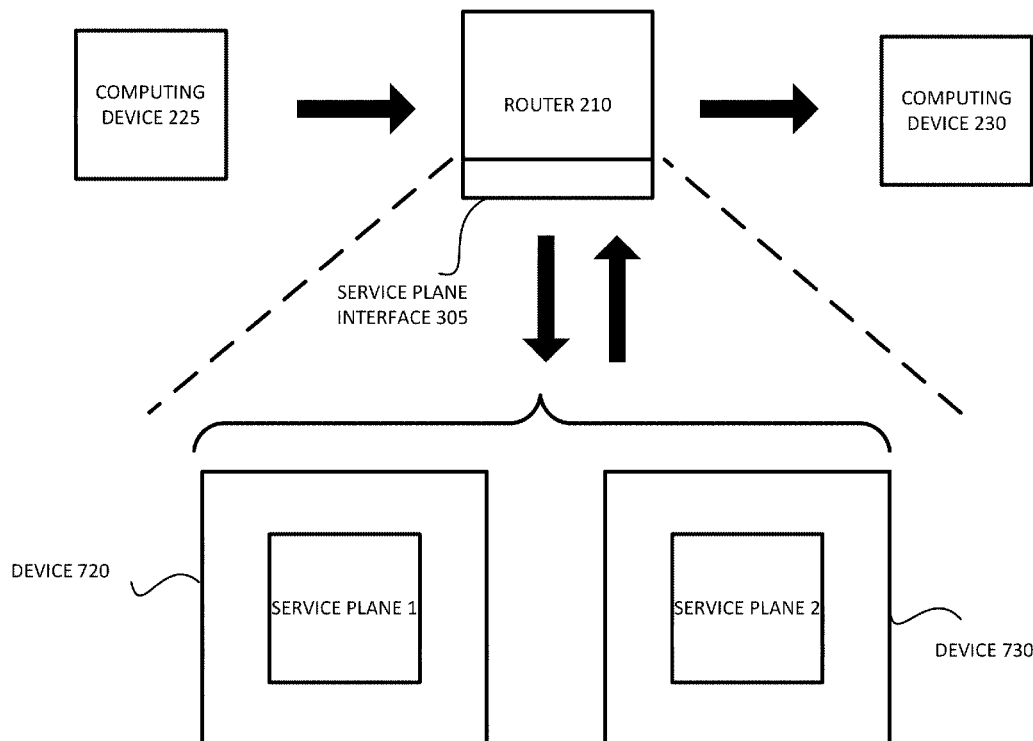 COMPUTING
DEVICE 225
ROUTER 210
COMPUTING
DEVICE 230
SERVICE PLANE
INTERFACE 305
DEVICE 720
SERVICE PLANE 1
SERVICE PLANE 2
DEVICE 730